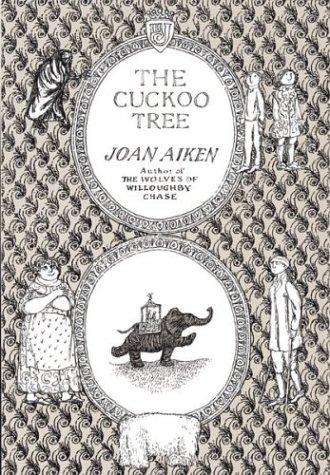 THE
CUCKOO
TREE
JOAN AIKEN
Author of
THE WOLVES OF
WILLOUGHBY
CHASE